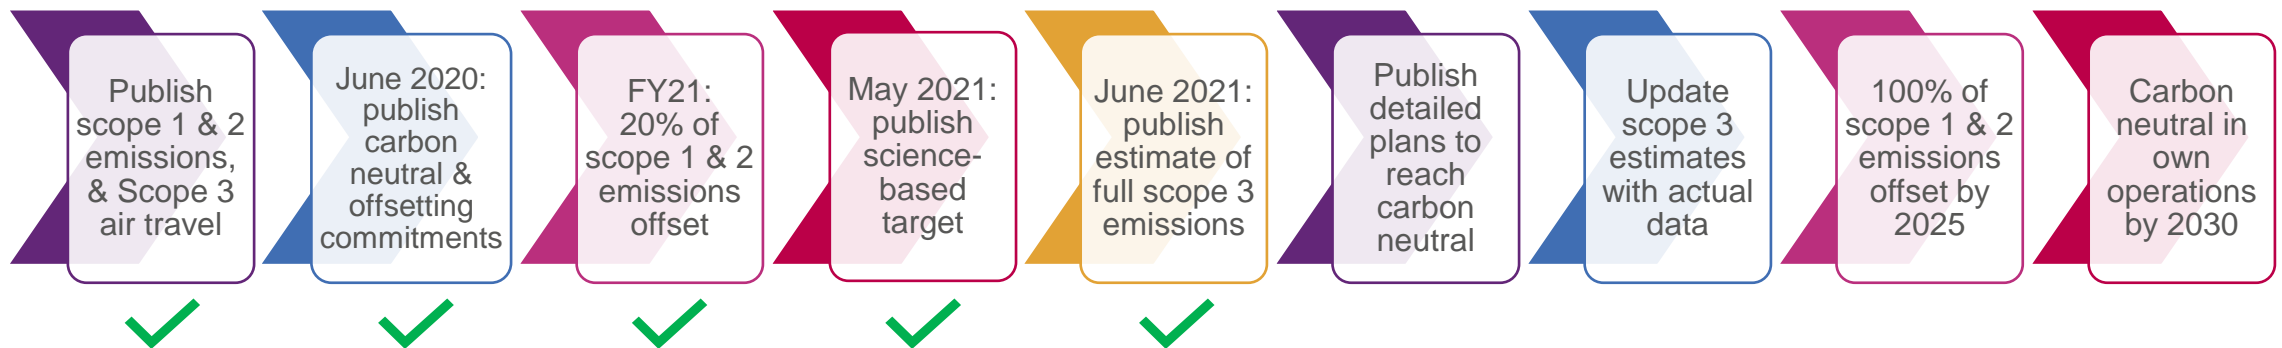 Publish
scope 1 & 2
emissions,
& Scope 3
air travel
June 2020:
publish
carbon
neutral &
offsetting
commitments
FY21:
20% of
scope 1 & 2
emissions
offset
May 2021:
publish
science-
based
target
June 2021:
publish
estimate of
full scope 3
emissions
Publish
detailed
plans to
reach
carbon
neutral
Update
scope 3
estimates
with actual
data
100% of
scope 1 & 2
emissions
offset by
2025
Carbon
neutral in
own
operations
by 2030